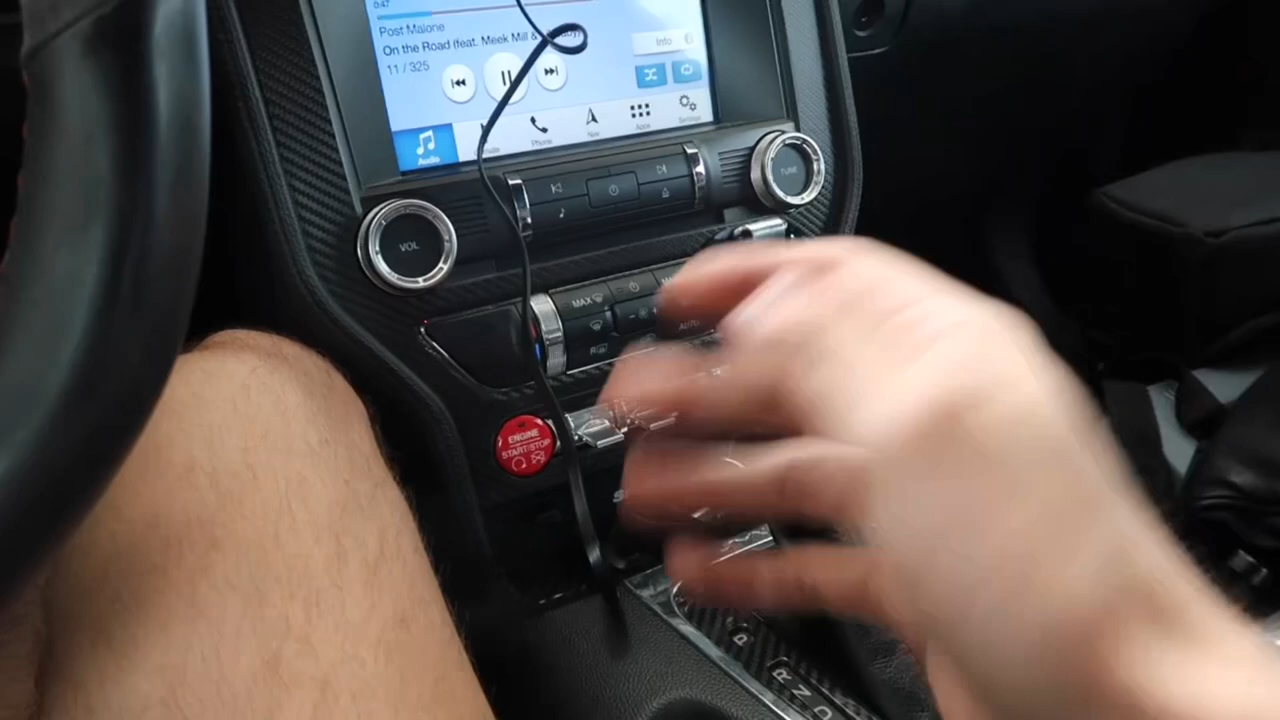 0:47
Post Malone
On the Road (feat. Meek Mill &
11 / 325
Info
Audio
Phone
Nav
Apps
Settings
VOL
TUNE
MAX
AUTO
R
ENGINE
START STOP
R
N
D